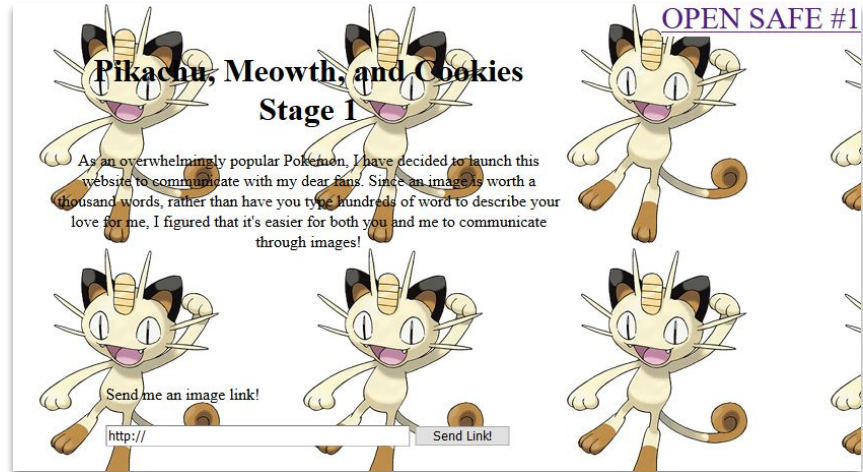 OPEN SAFE #1
Pikachu, Meowth, and Cookies
Stage 1
As an overwhelmingly popular Pokemon, I have decided to launch this
website to communicate with my dear fans. Since an image is worth a
thousand words, rather than have you type hundreds of word to describe your
love for me, I figured that it's easier for both you and me to communicate
through images!
Send me an image link!
http:// Send Link!